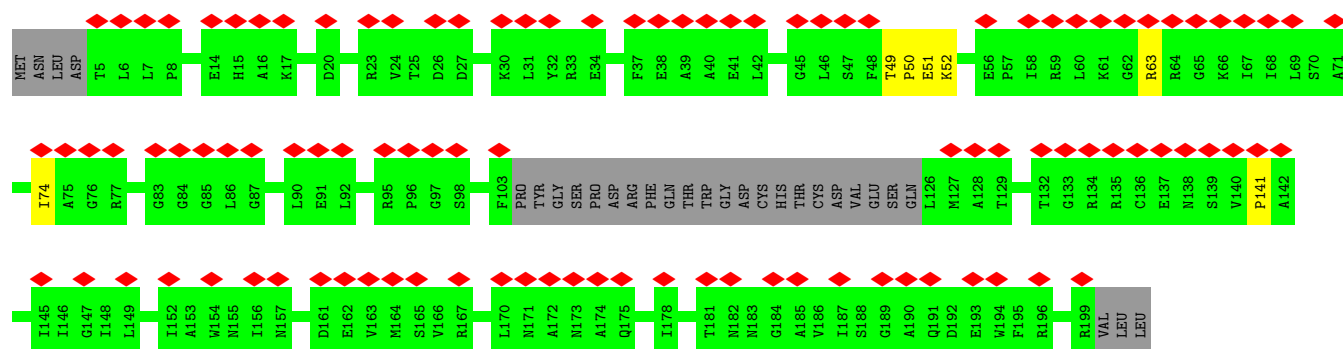 MET ASN LEU ASP T5 L6 L7 P8 E14 H15 A16 K17 D20 R23 V24 T25 D26 D27 K30 L31 Y32 R33 E34 F37 E38 A39 A40 E41 L42 G45 L46 S47 F48 T49 P50 E51 K52 E56 P57 I58 R59 L60 K61 G62 R63 R64 G65 K66 I67 I68 L69 S70 A71
I74 A75 G76 R77 G83 G84 G85 L86 G87 L90 E91 L92 R95 P96 G97 S98 F103 PRO TYR GLY SER PRO ASP ARG PHE GLN THR TRP GLY ASP CYS HIS THR CYS ASP VAL GLU SER GLN L126 M127 A128 T129 T132 G133 R134 R135 C136 E137 N138 S139 V140 P141 A142
I145 I146 G147 I148 L149 I152 A153 W154 N155 I156 N157 D161 E162 V163 M164 S165 V166 R167 L170 N171 A172 N173 A174 Q175 I178 T181 N182 N183 G184 A185 V186 I187 S188 G189 A190 Q191 D192 E193 W194 F195 R196 R199 VAL LEU LEU